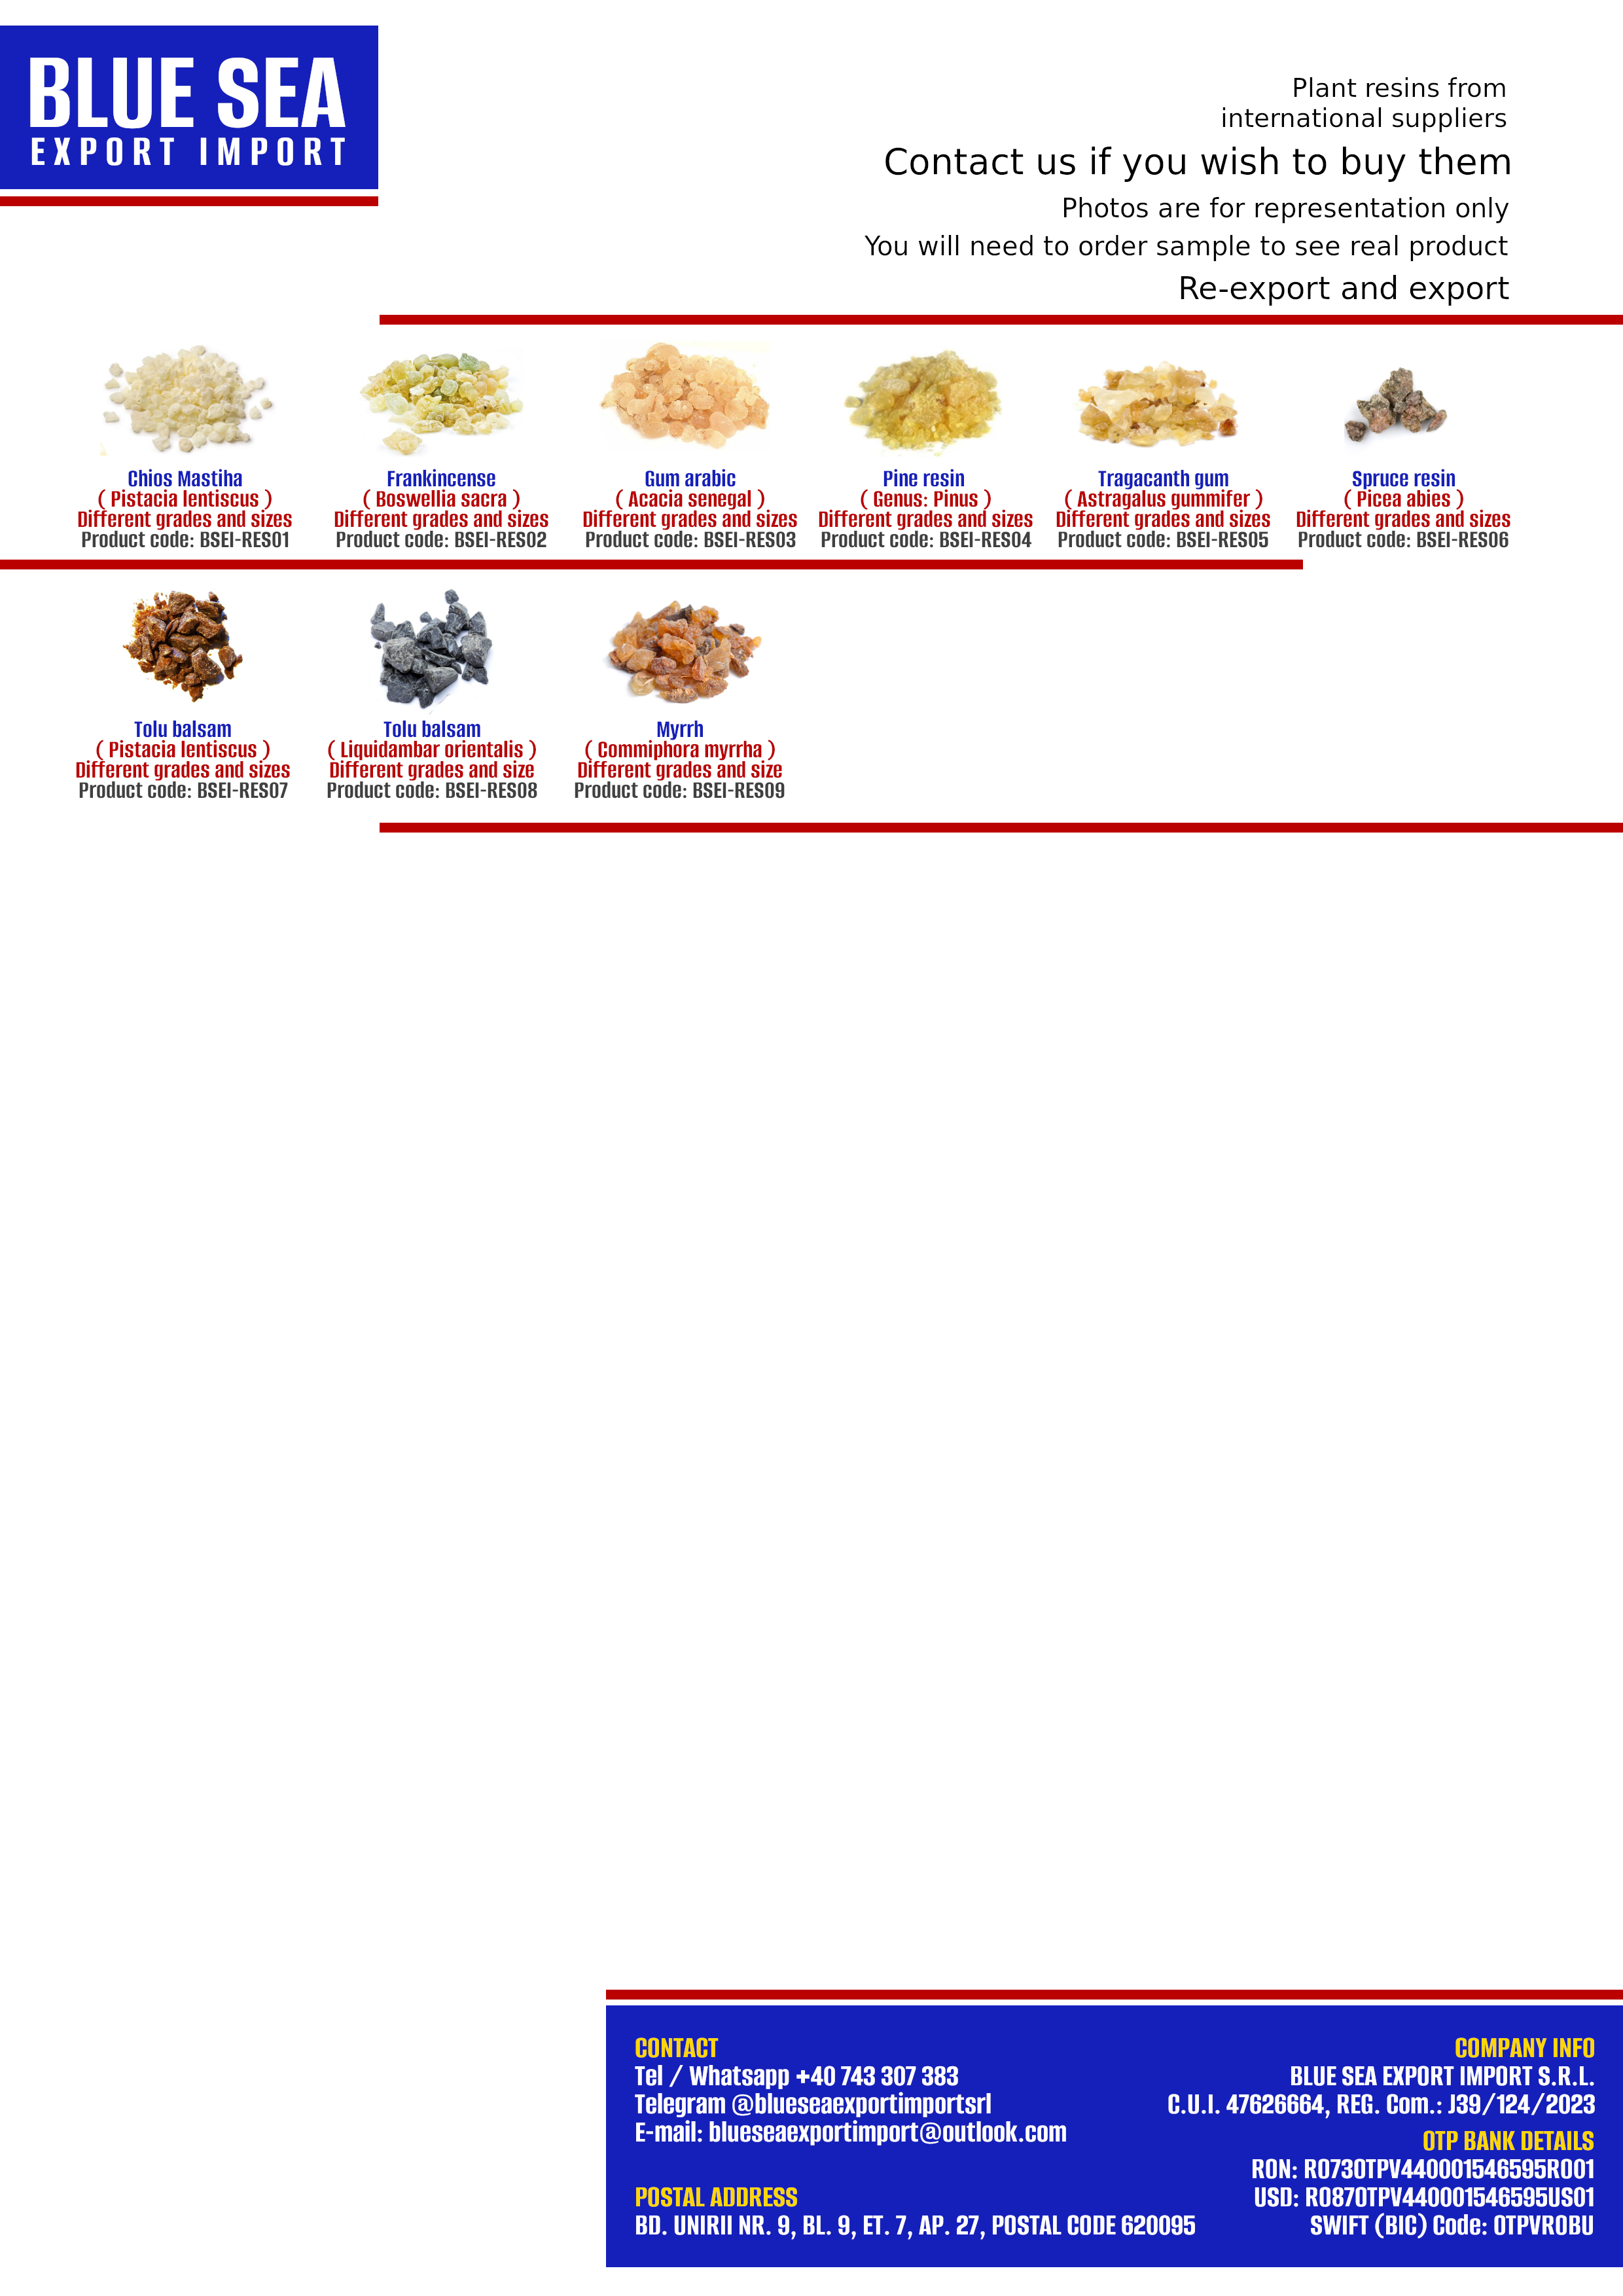 BLUE SEA
EXPORT IMPORT
Plant resins from
international suppliers
Contact us if you wish to buy them
Photos are for representation only
You will need to order sample to see real product
Re-export and export
Chios Mastiha
( Pistacia lentiscus )
Different grades and sizes
Product code: BSEI-RES01
Frankincense
( Boswellia sacra )
Different grades and sizes
Product code: BSEI-RES02
Gum arabic
( Acacia senegal )
Different grades and sizes
Product code: BSEI-RES03
Pine resin
( Genus: Pinus )
Different grades and sizes
Product code: BSEI-RES04
Tragacanth gum
( Astragalus gummifer )
Different grades and sizes
Product code: BSEI-RES05
Spruce resin
( Picea abies )
Different grades and sizes
Product code: BSEI-RES06
Tolu balsam
( Pistacia lentiscus )
Different grades and sizes
Product code: BSEI-RES07
Tolu balsam
( Liquidambar orientalis )
Different grades and size
Product code: BSEI-RES08
Myrrh
( Commiphora myrrha )
Different grades and size
Product code: BSEI-RES09
CONTACT
Tel / Whatsapp +40 743 307 383
Telegram @blueseaexportimportsrl
E-mail: blueseaexportimport@outlook.com
POSTAL ADDRESS
BD. UNIRII NR. 9, BL. 9, ET. 7, AP. 27, POSTAL CODE 620095
COMPANY INFO
BLUE SEA EXPORT IMPORT S.R.L.
C.U.I. 47626664, REG. Com.: J39/124/2023
OTP BANK DETAILS
RON: RO73OTPV440001546595RO01
USD: RO87OTPV440001546595US01
SWIFT (BIC) Code: OTPVROBU